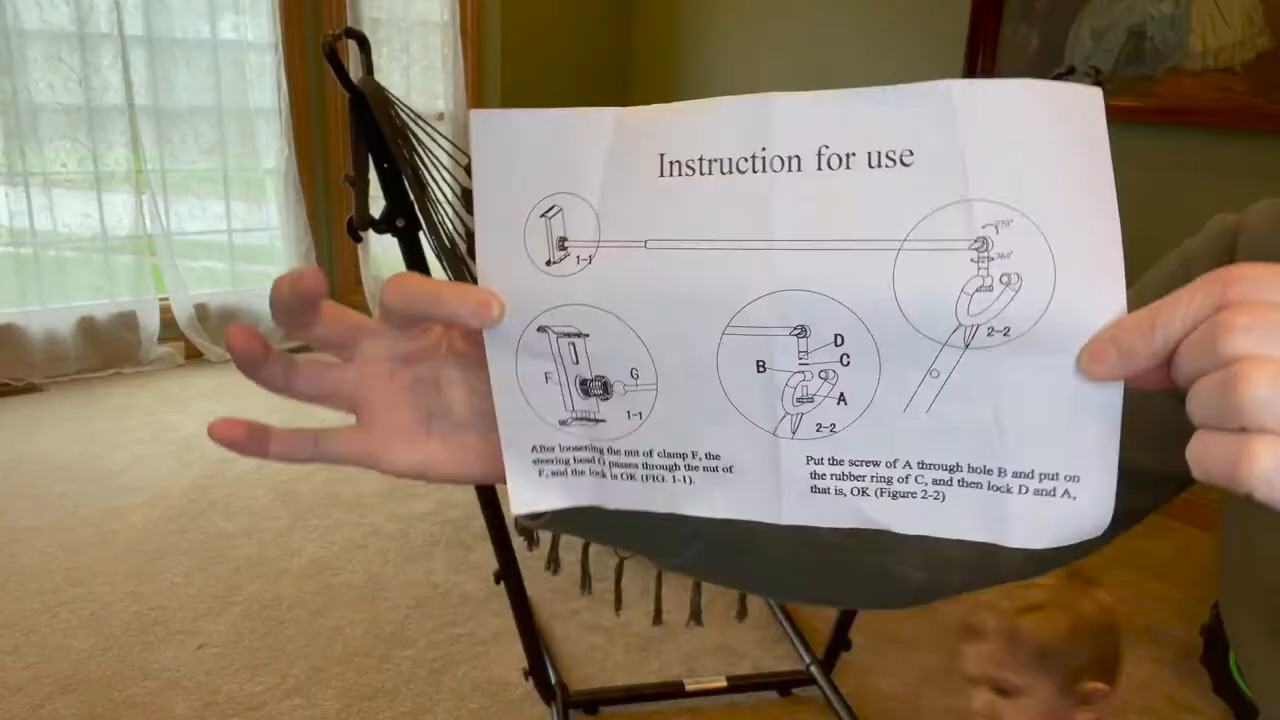 Instruction for use
270°
360°
1-1
2-2
D
C
B
A
2-2
F
G
1-1
After loosening the nut of clamp F, the
steering head G passes through the nut of
F, and the lock is OK (FIG. 1-1).
Put the screw of A through hole B and put on
the rubber ring of C, and then lock D and A,
that is, OK (Figure 2-2)